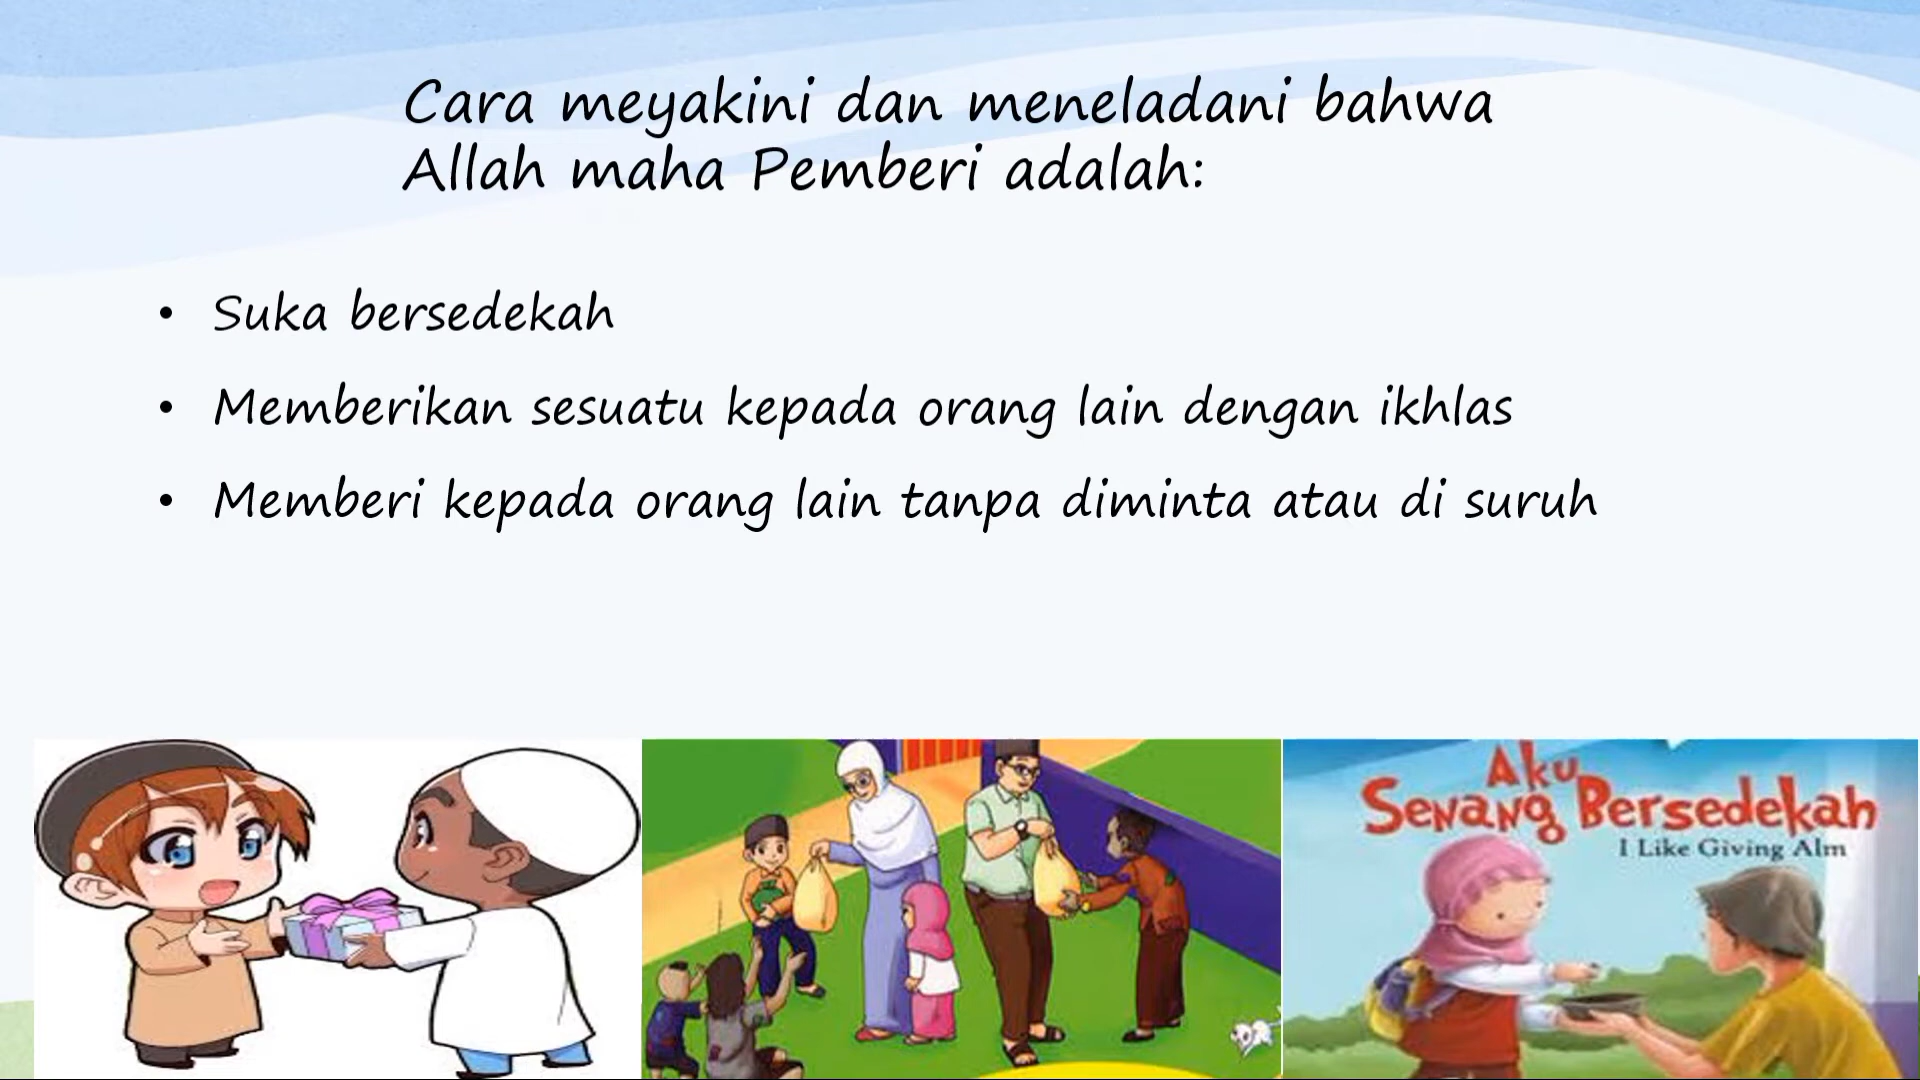 Cara meyakini dan meneladani bahwa
Allah maha Pemberi adalah:
• Suka bersedekah
• Memberikan sesuatu kepada orang lain dengan ikhlas
• Memberi kepada orang lain tanpa diminta atau di suruh
Aku
Senang Bersedekah
I Like Giving Alm